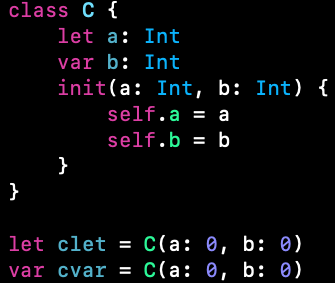 class C {
    let a: Int
    var b: Int
    init(a: Int, b: Int) {
        self.a = a
        self.b = b
    }
}

let clet = C(a: 0, b: 0)
var cvar = C(a: 0, b: 0)